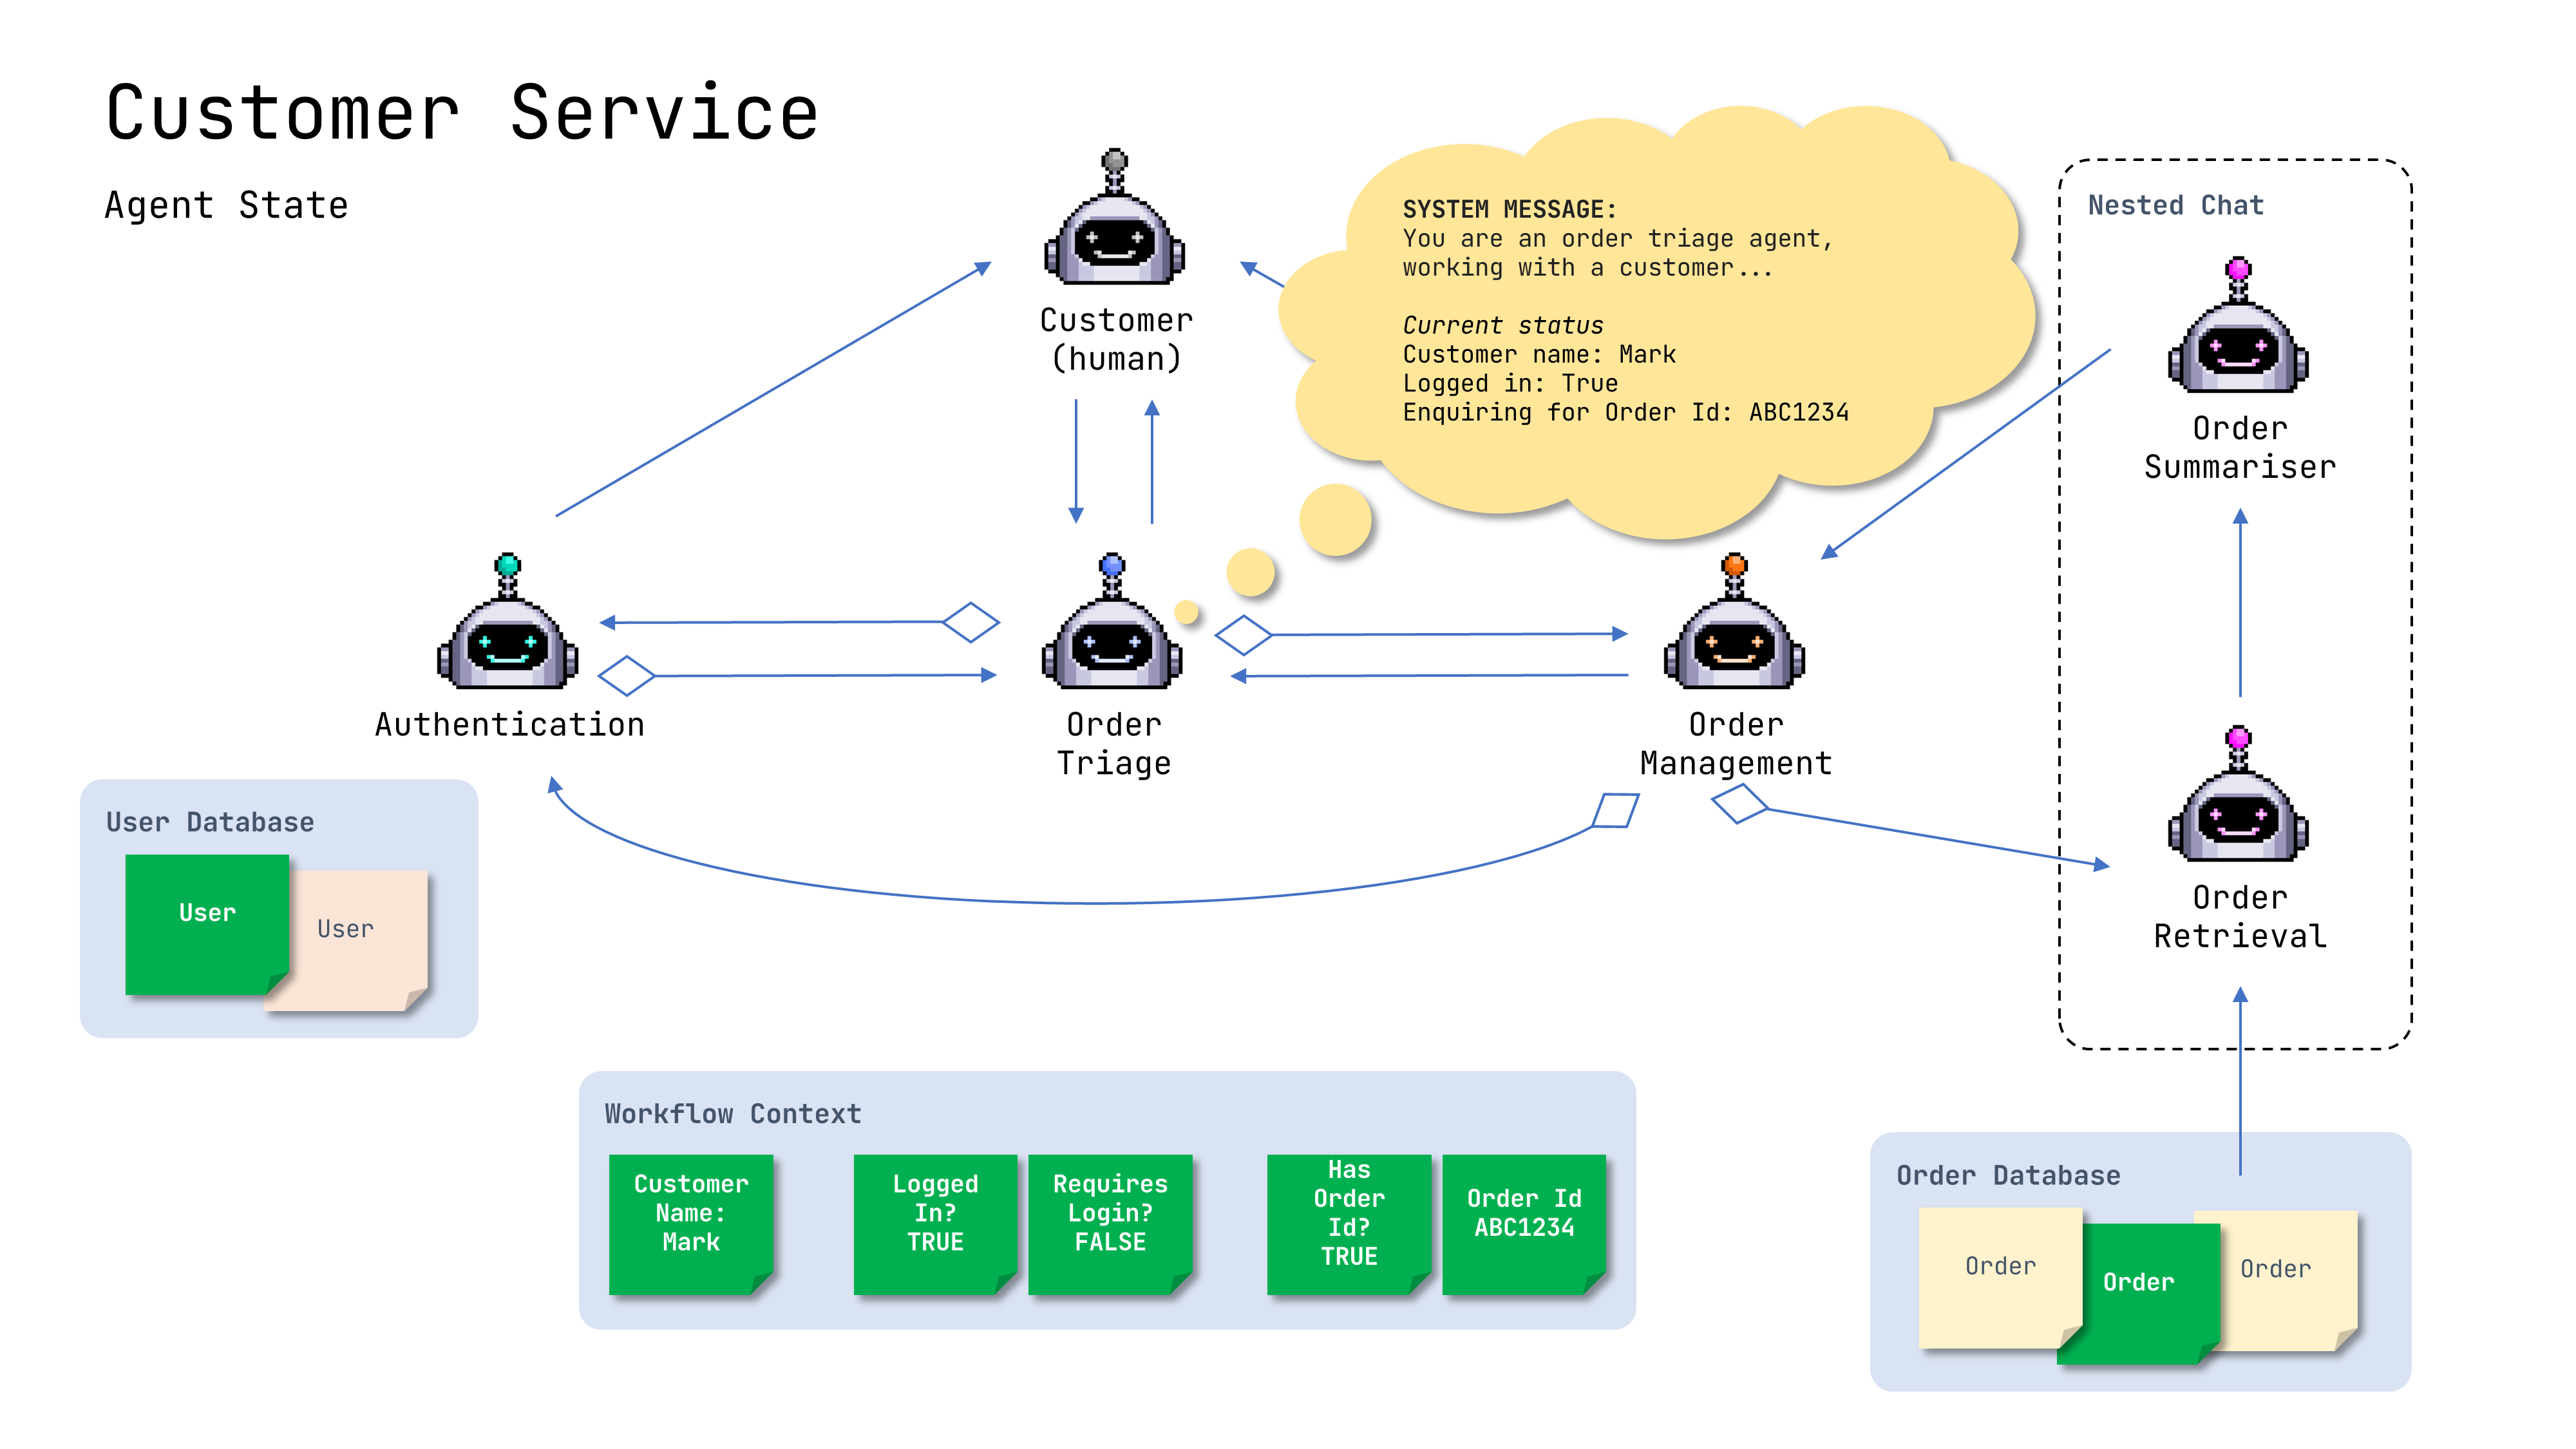 Customer Service
Agent State
Customer
(human)
SYSTEM MESSAGE:
You are an order triage agent,
working with a customer...
Current status
Customer name: Mark
Logged in: True
Enquiring for Order Id: ABC1234
Nested Chat
Order
Summariser
Authentication
Order
Triage
Order
Management
Order
Retrieval
User Database
User
User
Workflow Context
Customer
Name:
Mark
Logged
In?
TRUE
Requires
Login?
FALSE
Has
Order
Id?
TRUE
Order Id
ABC1234
Order Database
Order
Order
Order